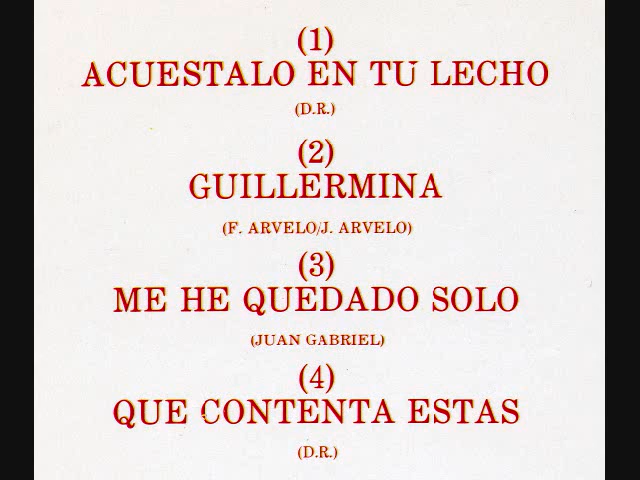 (1)
ACUESTALO EN TU LECHO
(D.R.)
(2)
GUILLERMINA
(F. ARVELO/J. ARVELO)
(3)
ME HE QUEDADO SOLO
(JUAN GABRIEL)
(4)
QUE CONTENTA ESTAS
(D.R.)